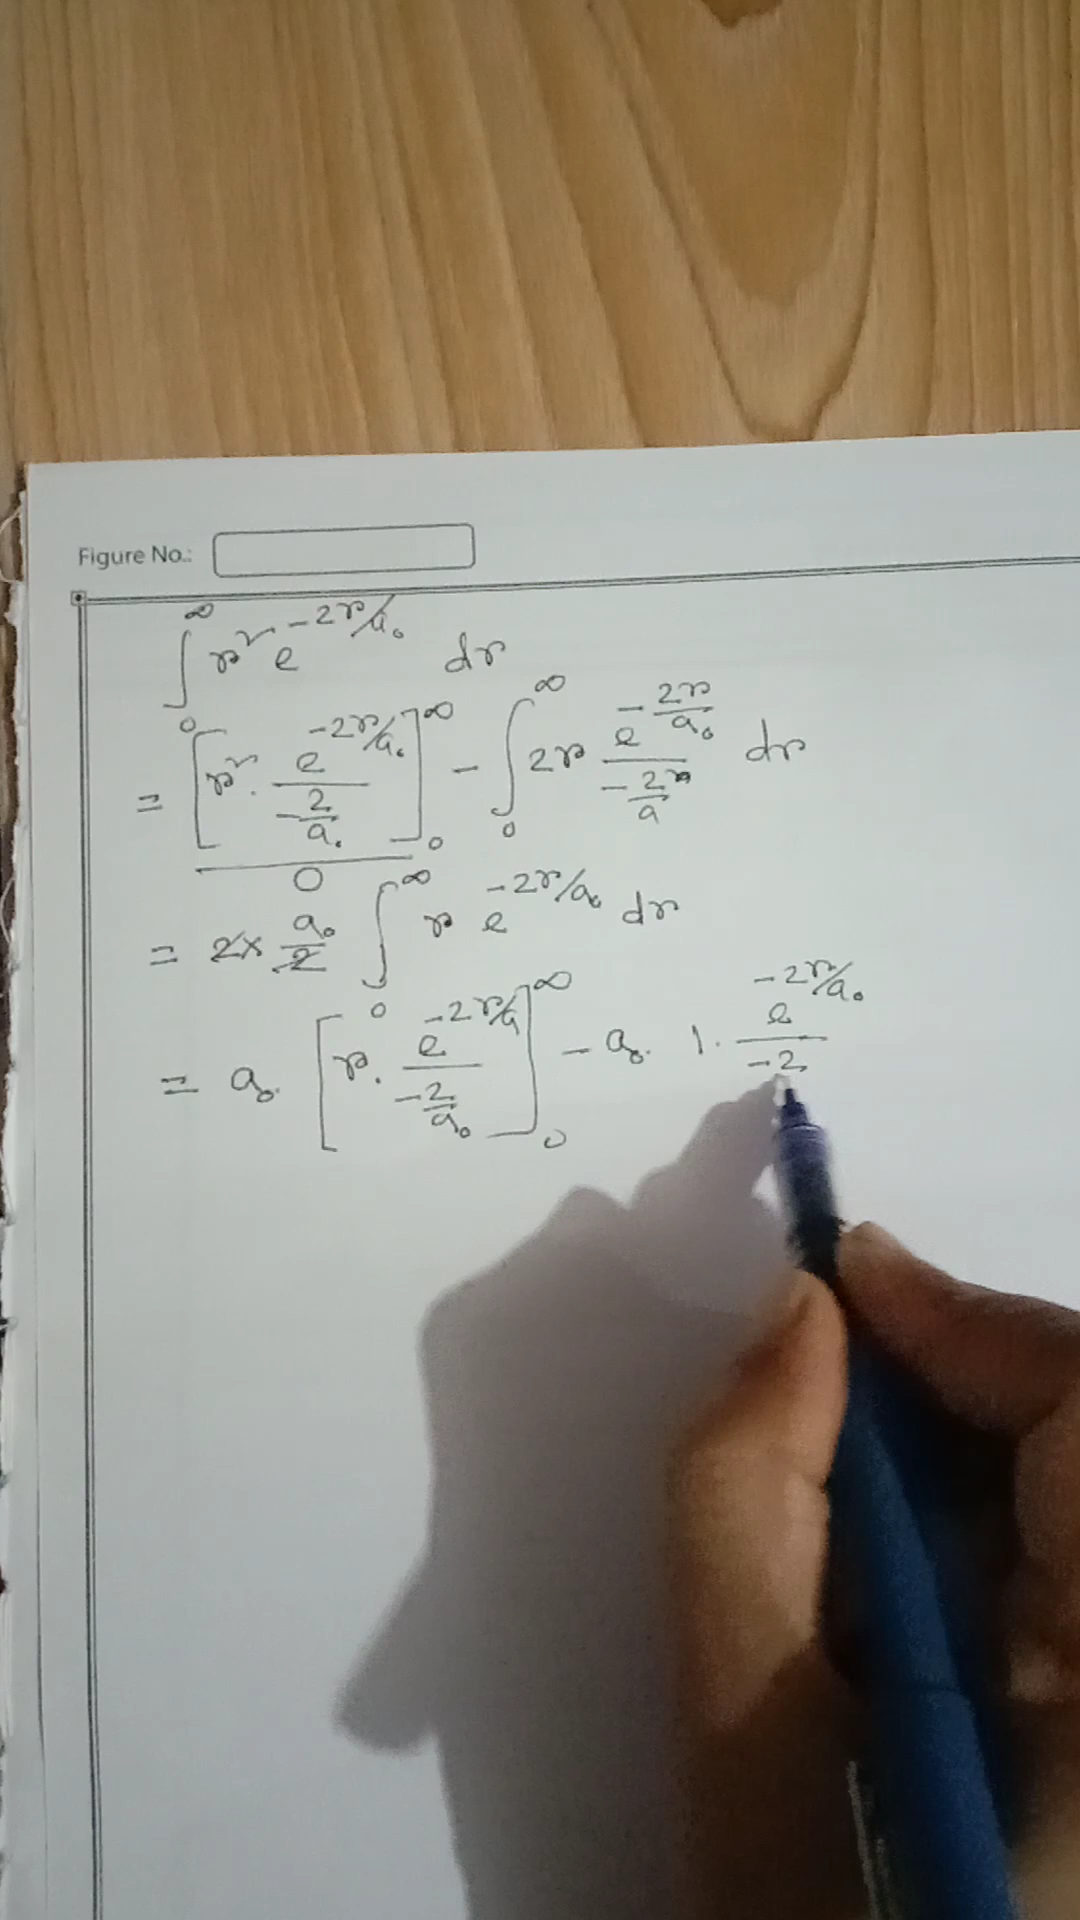 Figure No.:
∫₀^∞ r² e^{-2r/a₀} dr
= [r² · e^{-2r/a₀} / (-2/a₀)]₀^∞ - ∫₀^∞ 2r e^{-2r/a₀} / (-2/a) dr
0
= 2 × a₀/2 ∫₀^∞ r e^{-2r/a₀} dr
= a₀ [r · e^{-2r/a} / (-2/a₀)]₀^∞ - a₀ · 1 · e^{-2r/a₀} / -2